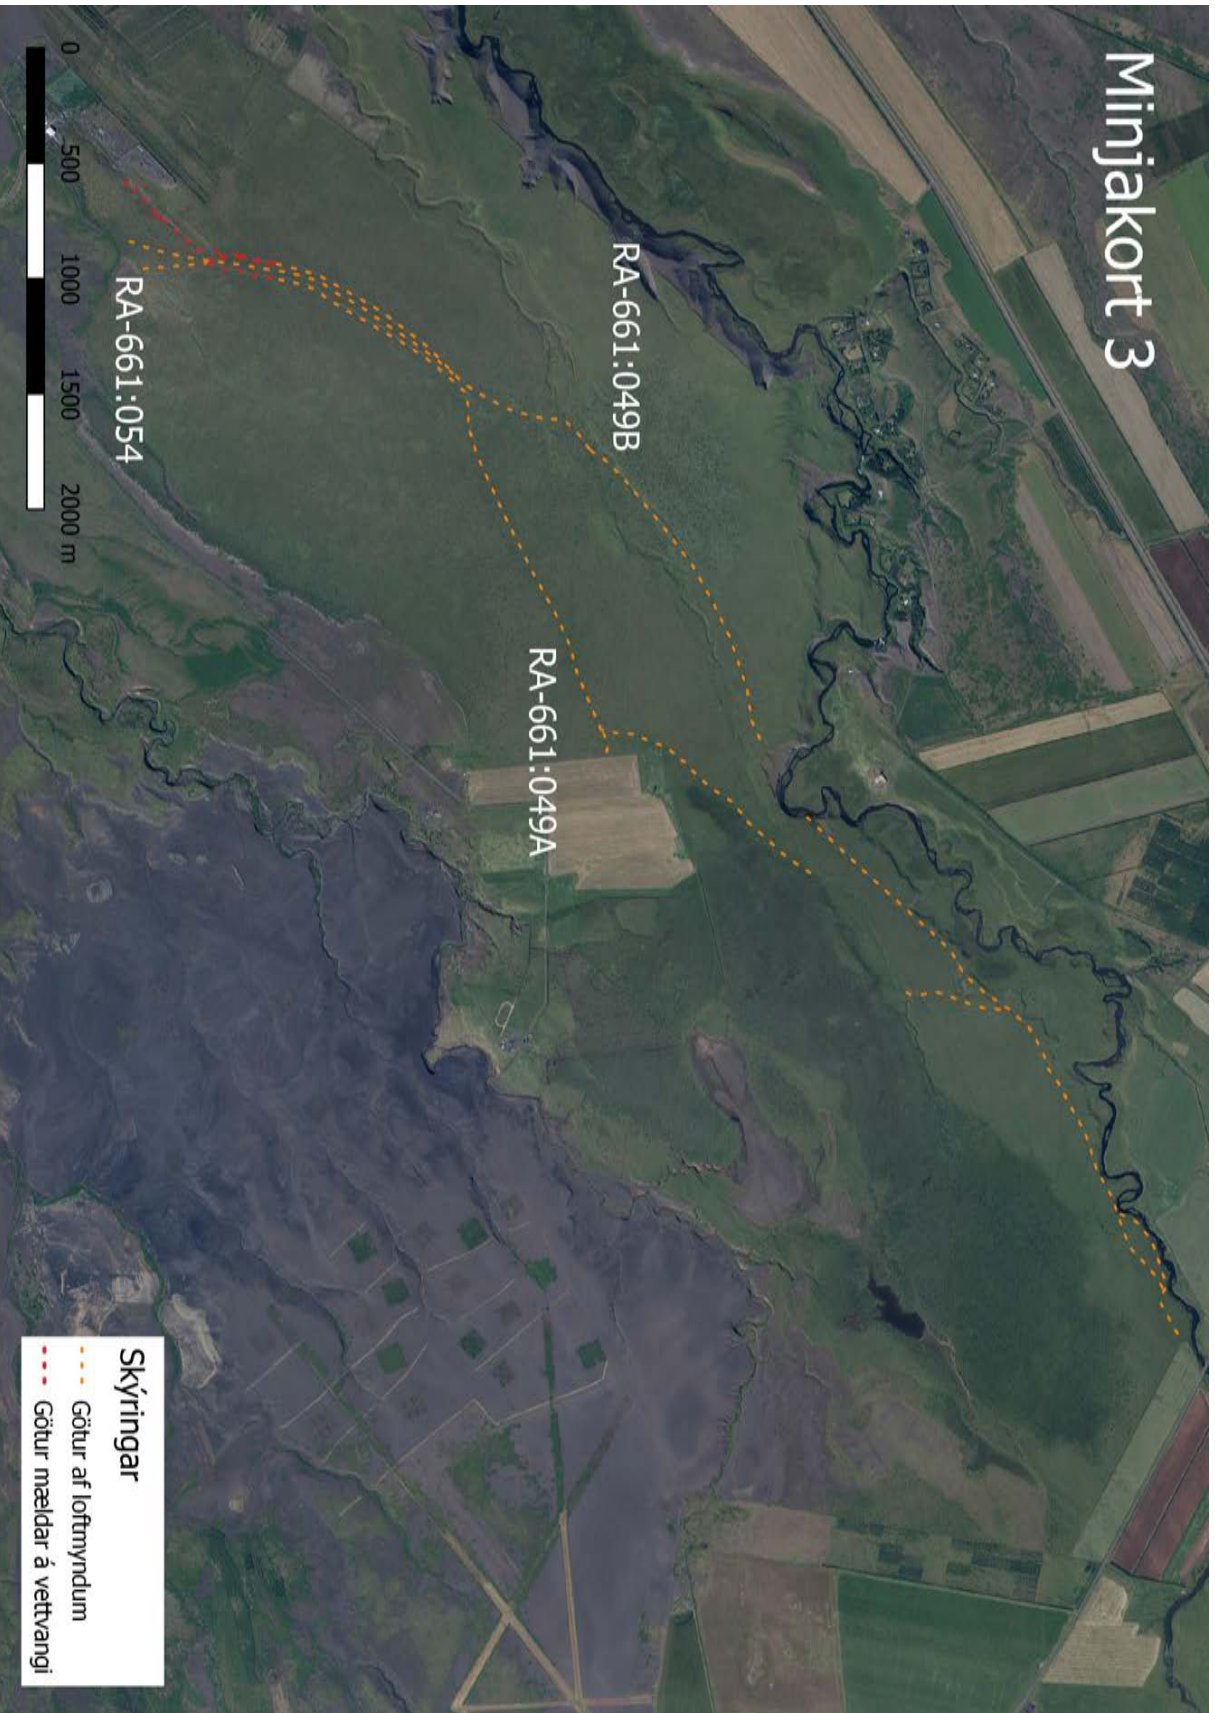 Minjakort 3
RA-661:049B
RA-661:049A
RA-661:054
0 500 1000 1500 2000 m
Skýringar
Götur af loftmyndum
Götur mældar á vettvangi